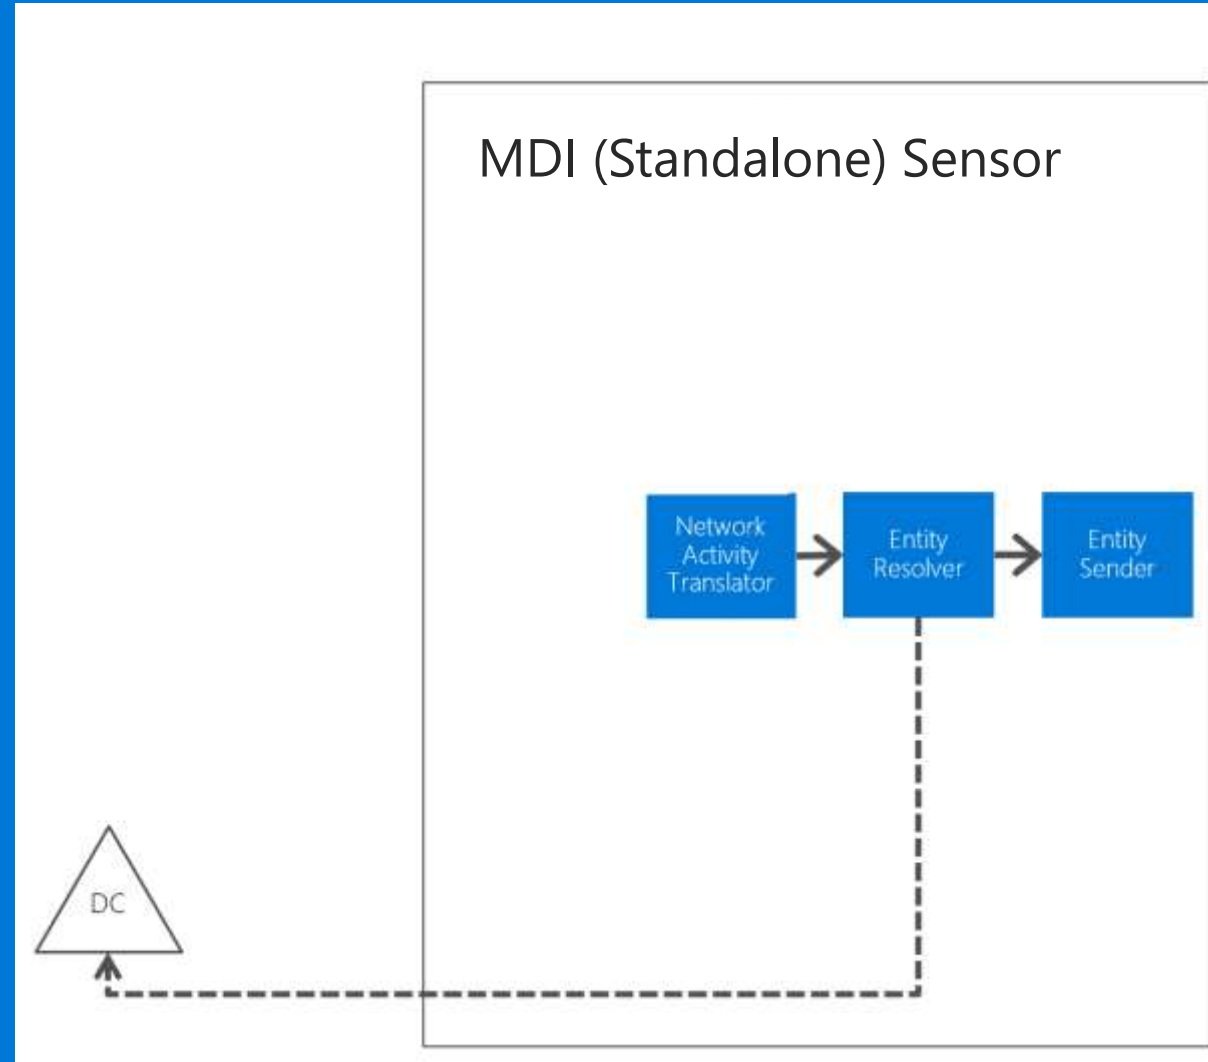 MDI (Standalone) Sensor
Network
Activity
Translator
Entity
Resolver
Entity
Sender
DC